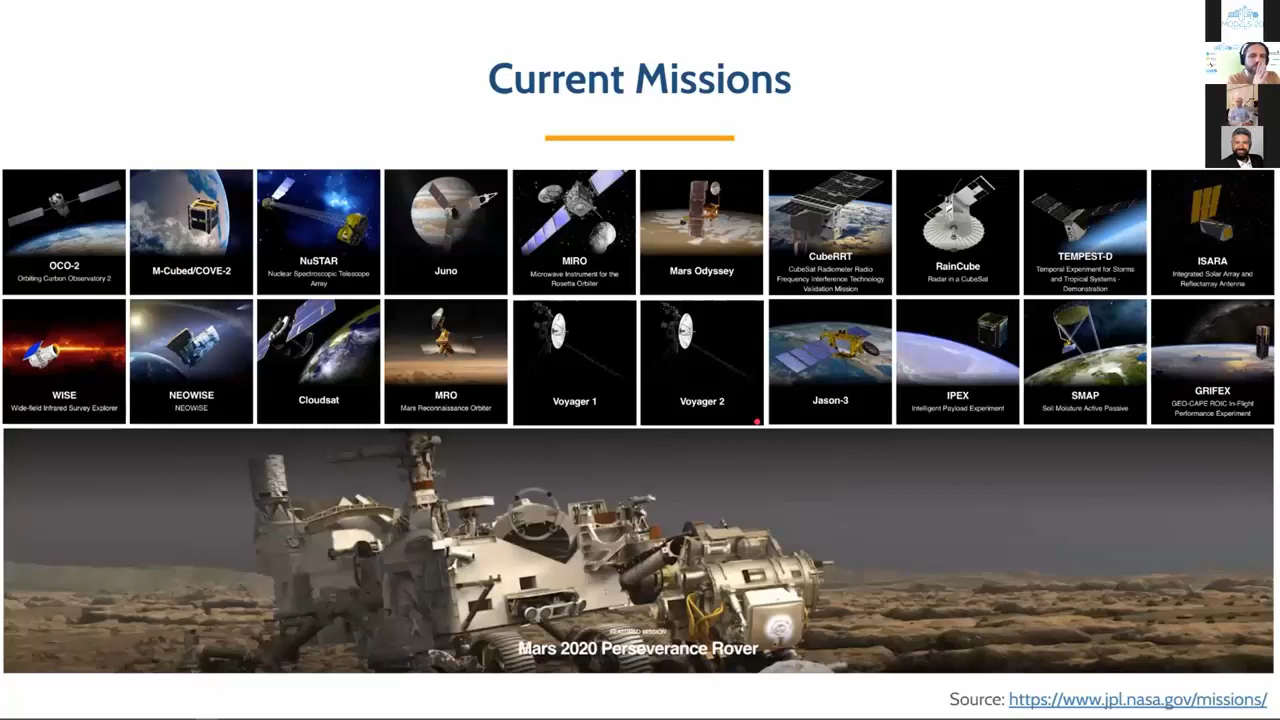 Current Missions
MODELS 20
OCO-2
Orbiting Carbon Observatory 2
M-Cubed/COVE-2
NuSTAR
Nuclear Spectroscopic Telescope
Array
Juno
MIRO
Microwave Instrument for the
Rosetta Orbiter
Mars Odyssey
CubeRRT
CubeSat Radiometer Radio
Frequency Interference Technology
Validation Mission
RainCube
Radar in a CubeSat
TEMPEST-D
Temporal Experiment for Storms
and Tropical Systems -
Demonstration
ISARA
Integrated Solar Array and
Reflectarray Antenna
WISE
Wide-field Infrared Survey Explorer
NEOWISE
NEOWISE
Cloudsat
MRO
Mars Reconnaissance Orbiter
Voyager 1
Voyager 2
Jason-3
IPEX
Intelligent Payload Experiment
SMAP
Soil Moisture Active Passive
GRIFEX
GEO-CAPE ROIC In-Flight
Performance Experiment
FEATURED MISSION
Mars 2020 Perseverance Rover
Source: https://www.jpl.nasa.gov/missions/